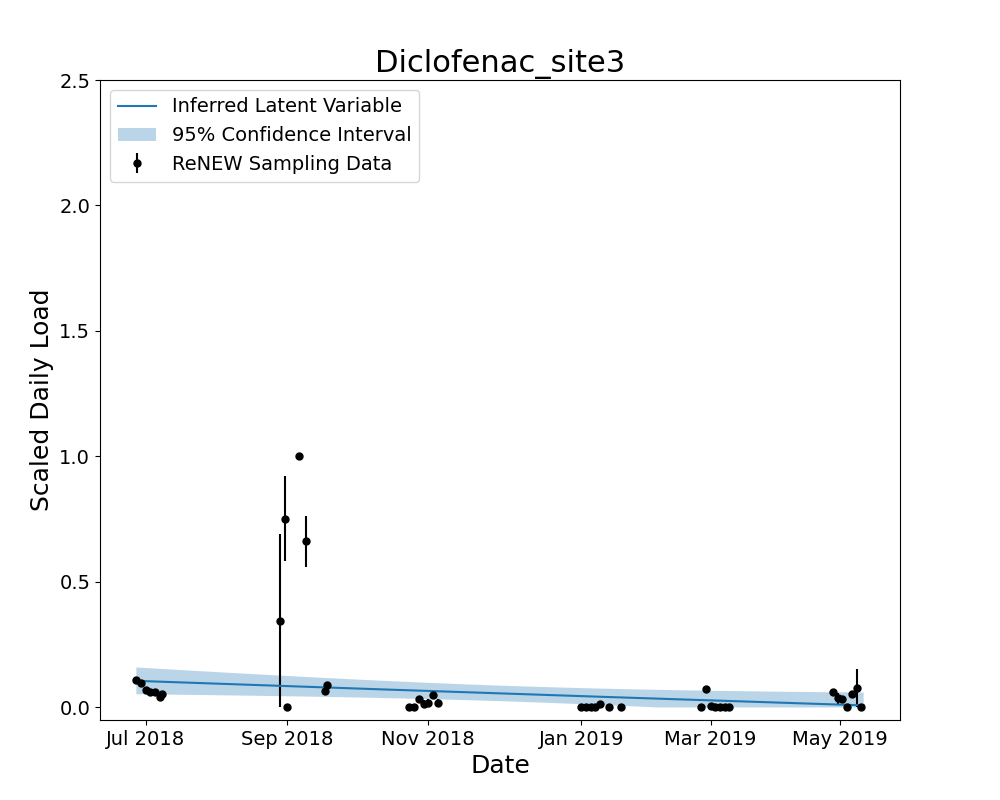 Diclofenac_site3
Inferred Latent Variable
95% Confidence Interval
ReNEW Sampling Data
Scaled Daily Load
2.5
2.0
1.5
1.0
0.5
0.0
Jul 2018 Sep 2018 Nov 2018 Jan 2019 Mar 2019 May 2019
Date